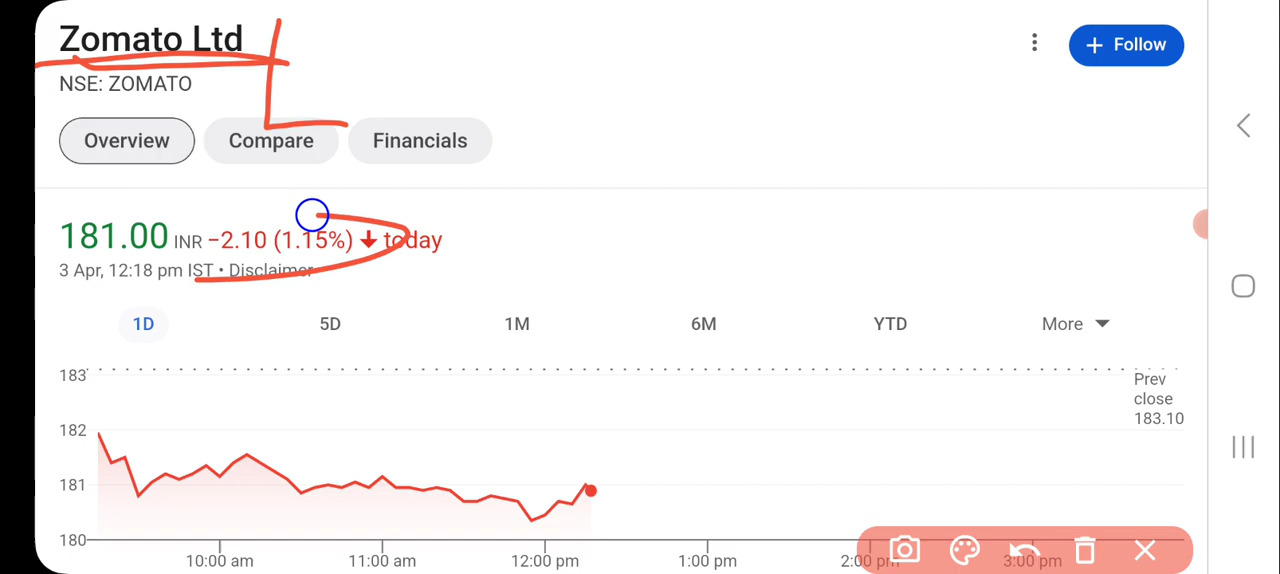 Zomato Ltd
+ Follow
NSE: ZOMATO
Overview Compare Financials
181.00 INR −2.10 (1.15%) today
3 Apr, 12:18 pm IST • Disclaimer
1D 5D 1M 6M YTD More
183
Prev
close
183.10
182
181
180
10:00 am 11:00 am 12:00 pm 1:00 pm 2:00 pm 3:00 pm